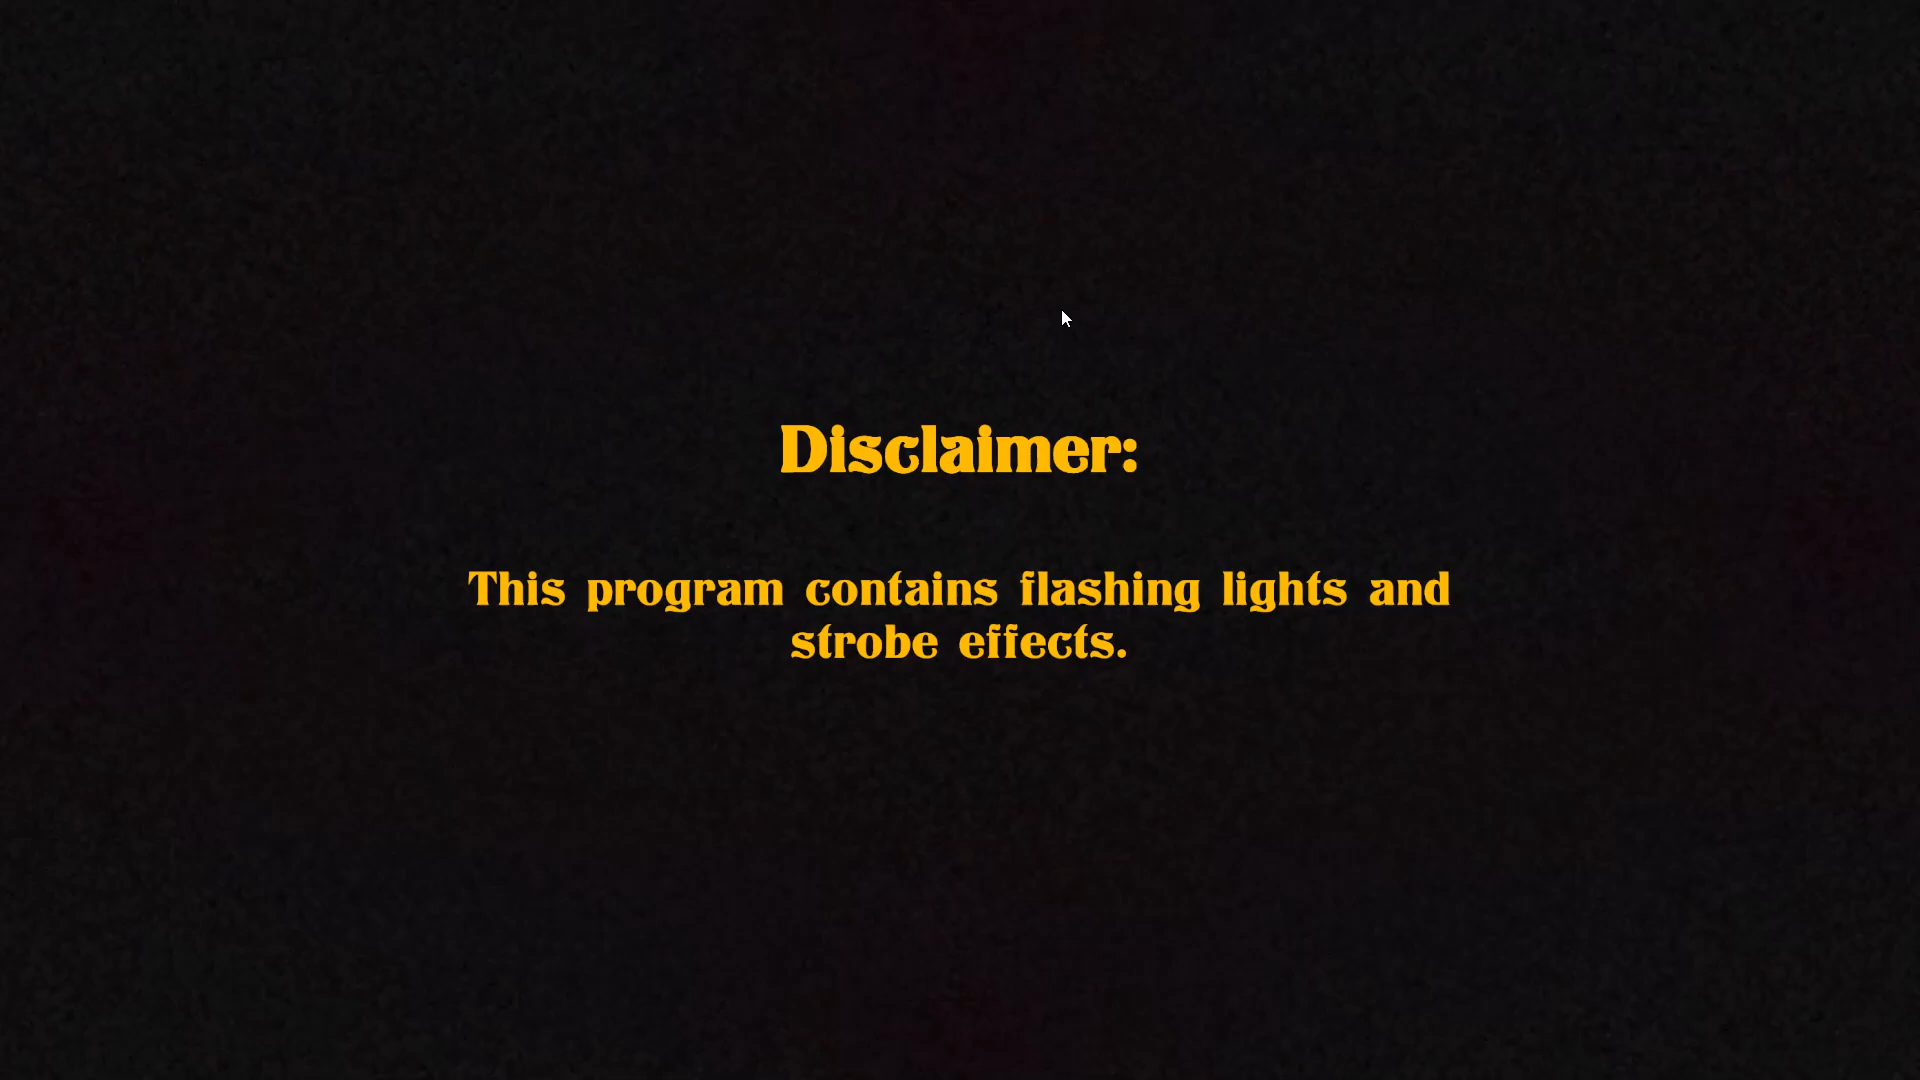 Disclaimer:
This program contains flashing lights and
strobe effects.